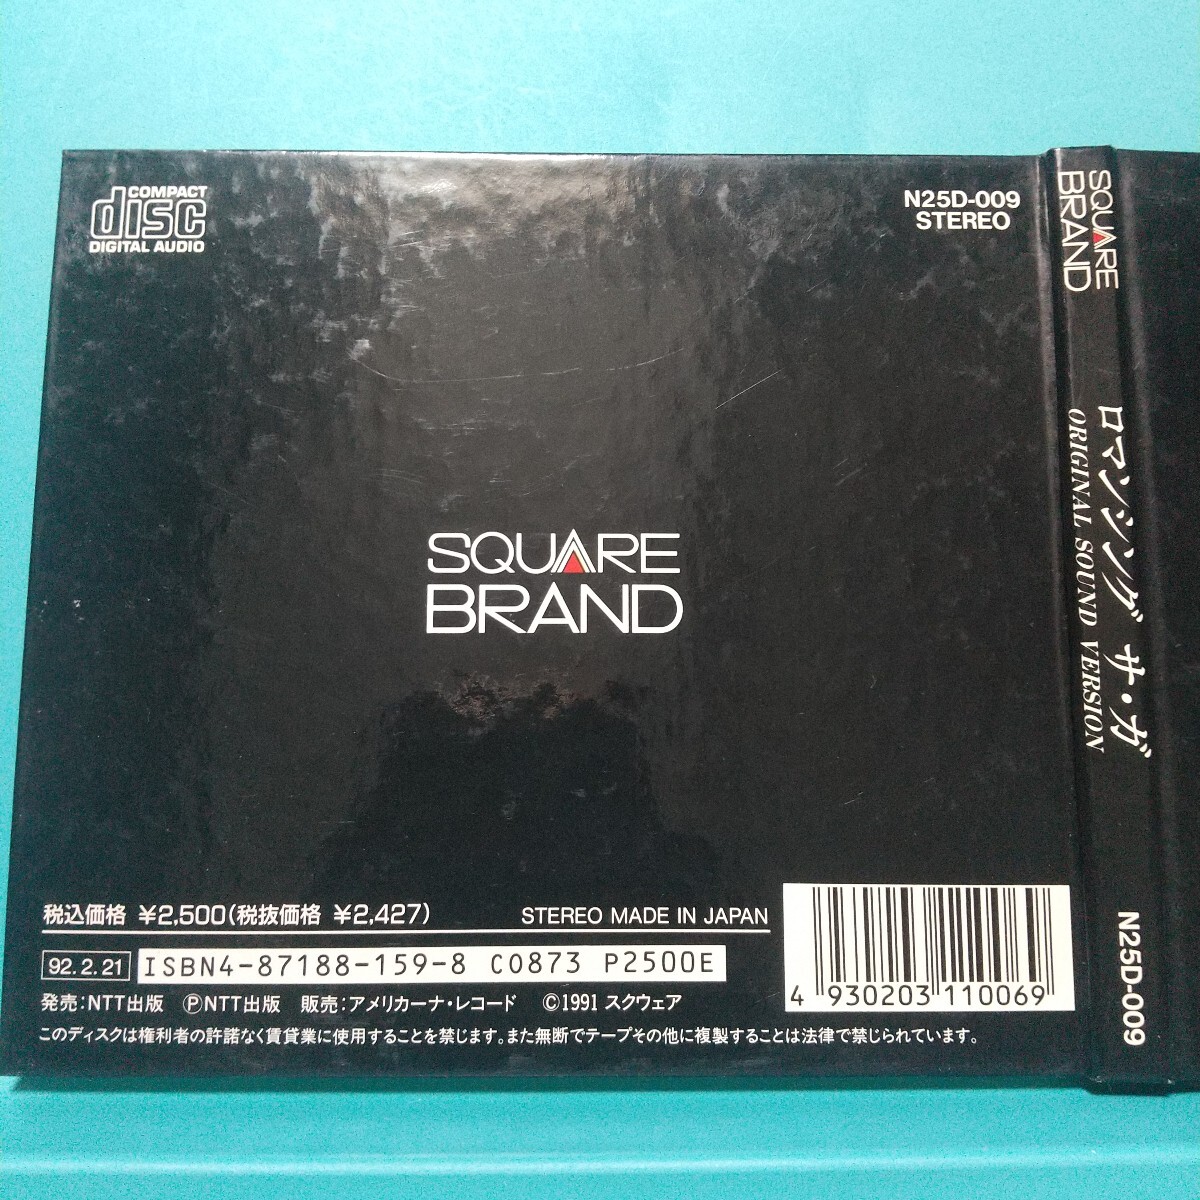 COMPACT
disc
DIGITAL AUDIO
N25D-009
STEREO
SQUARE
BRAND
税込価格 ¥2,500(税抜価格 ¥2,427)
STEREO MADE IN JAPAN
92.2.21
ISBN4-87188-159-8 C0873 P2500E
発売:NTT出版 ℗NTT出版 販売:アメリカーナ・レコード ©1991 スクウェア
このディスクは権利者の許諾なく賃貸業に使用することを禁じます。また無断でテープその他に複製することは法律で禁じられています。
4 930203 110069
SQUARE
BRAND
ロマンシング サ・ガ
ORIGINAL SOUND VERSION
N25D-009